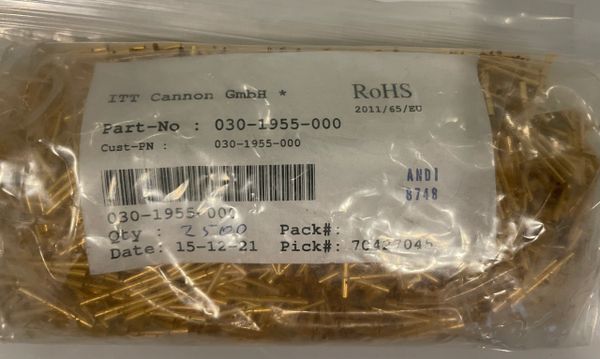 ITT Cannon GmbH *
RoHS
2011/65/EU
Part-No : 030-1955-000
Cust-PN : 030-1955-000
ANDI
8748
030-1955-000
Qty : 2500 Pack#:
Date: 15-12-21 Pick#: 70427045